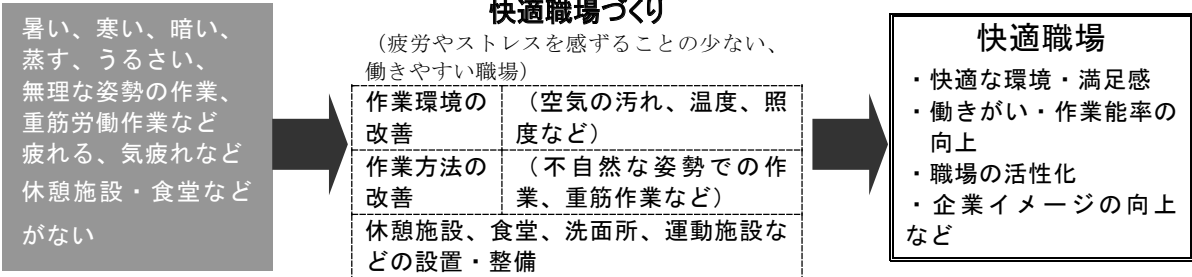 暑い、寒い、暗い、
蒸す、うるさい、
無理な姿勢の作業、
重筋労働作業など
疲れる、気疲れなど
休憩施設・食堂など
がない
快適職場づくり
（疲労やストレスを感ずることの少ない、
働きやすい職場）
作業環境の
改善
（空気の汚れ、温度、照
度など）
作業方法の
改善
（不自然な姿勢での作
業、重筋作業など）
休憩施設、食堂、洗面所、運動施設な
どの設置・整備
快適職場
・快適な環境・満足感
・働きがい・作業能率の
向上
・職場の活性化
・企業イメージの向上
など